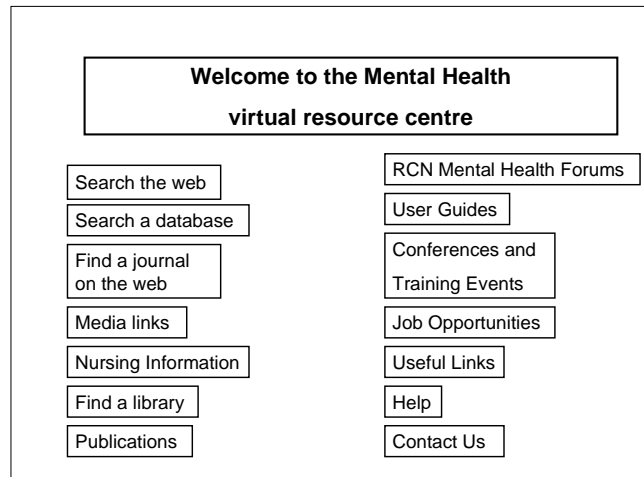 Welcome to the Mental Health
virtual resource centre
Search the web
Search a database
Find a journal
on the web
Media links
Nursing Information
Find a library
Publications
RCN Mental Health Forums
User Guides
Conferences and
Training Events
Job Opportunities
Useful Links
Help
Contact Us